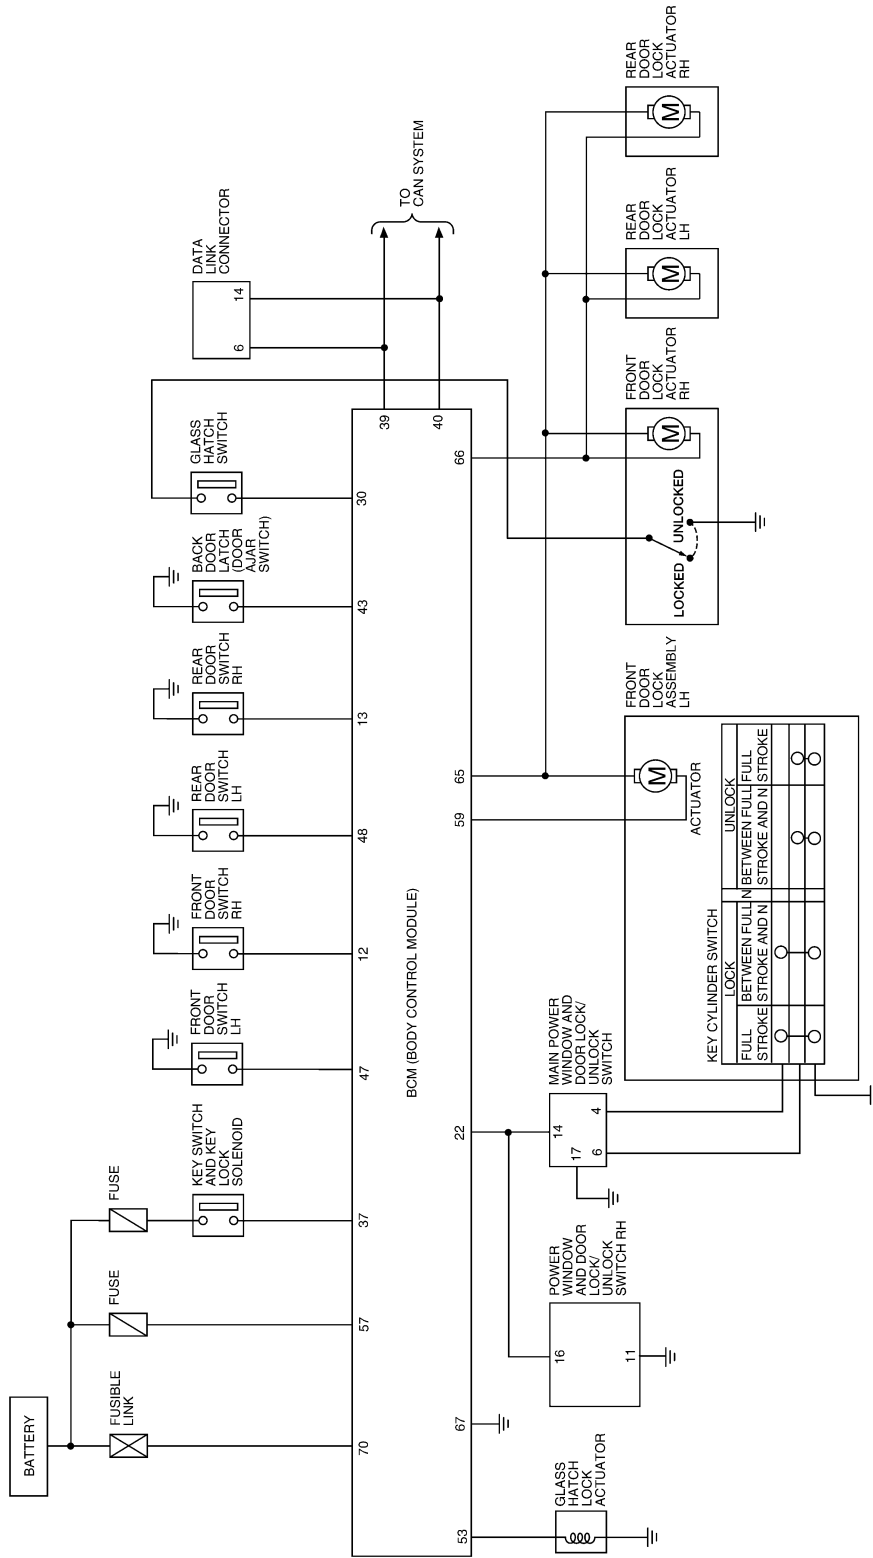 BATTERY
FUSIBLE
LINK
FUSE
FUSE
KEY SWITCH
AND KEY
LOCK
SOLENOID
FRONT
DOOR
SWITCH
LH
FRONT
DOOR
SWITCH
RH
REAR
DOOR
SWITCH
LH
REAR
DOOR
SWITCH
RH
BACK
DOOR
LATCH
(DOOR
AJAR
SWITCH)
GLASS
HATCH
SWITCH
DATA
LINK
CONNECTOR
6
14
TO
CAN SYSTEM
70
57
37
47
12
48
13
43
30
39
40
BCM (BODY CONTROL MODULE)
53
67
22
59
65
66
GLASS
HATCH
LOCK
ACTUATOR
POWER
WINDOW
AND DOOR
LOCK/
UNLOCK
SWITCH RH
16
11
MAIN POWER
WINDOW AND
DOOR LOCK/
UNLOCK
SWITCH
14
17
6
4
FRONT
DOOR
LOCK
ASSEMBLY
LH
M
ACTUATOR
KEY CYLINDER SWITCH
LOCK
UNLOCK
FULL
STROKE
BETWEEN FULL
STROKE AND N
N
BETWEEN FULL
STROKE AND N
FULL
STROKE
FRONT
DOOR
LOCK
ACTUATOR
RH
M
LOCKED
UNLOCKED
REAR
DOOR
LOCK
ACTUATOR
LH
M
REAR
DOOR
LOCK
ACTUATOR
RH
M